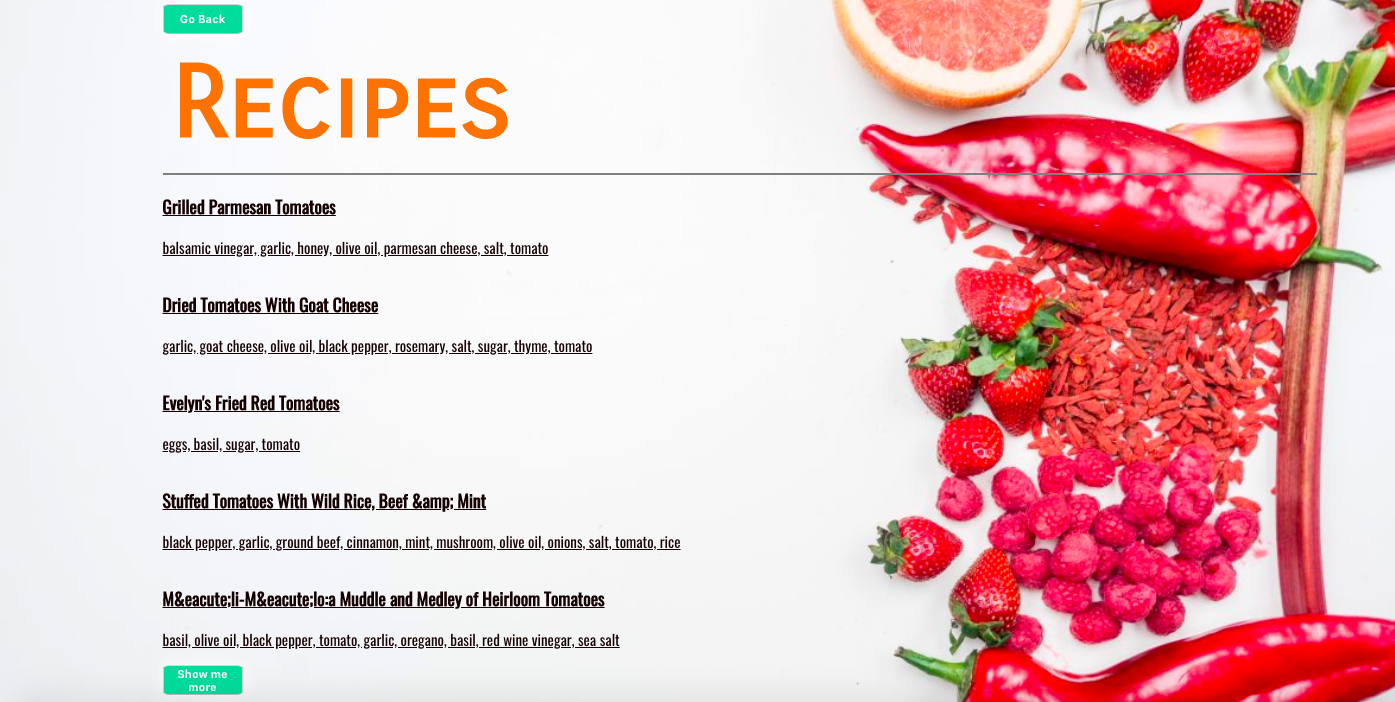 Go Back
RECIPES
Grilled Parmesan Tomatoes
balsamic vinegar, garlic, honey, olive oil, parmesan cheese, salt, tomato
Dried Tomatoes With Goat Cheese
garlic, goat cheese, olive oil, black pepper, rosemary, salt, sugar, thyme, tomato
Evelyn's Fried Red Tomatoes
eggs, basil, sugar, tomato
Stuffed Tomatoes With Wild Rice, Beef &amp; Mint
black pepper, garlic, ground beef, cinnamon, mint, mushroom, olive oil, onions, salt, tomato, rice
M&eacute;li-M&eacute;lo:a Muddle and Medley of Heirloom Tomatoes
basil, olive oil, black pepper, tomato, garlic, oregano, basil, red wine vinegar, sea salt
Show me
more